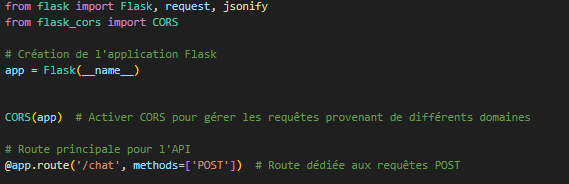 from flask import Flask, request, jsonify
from flask_cors import CORS
# Création de l'application Flask
app = Flask(__name__)
CORS(app)  # Activer CORS pour gérer les requêtes provenant de différents domaines
# Route principale pour l'API
@app.route('/chat', methods=['POST'])  # Route dédiée aux requêtes POST